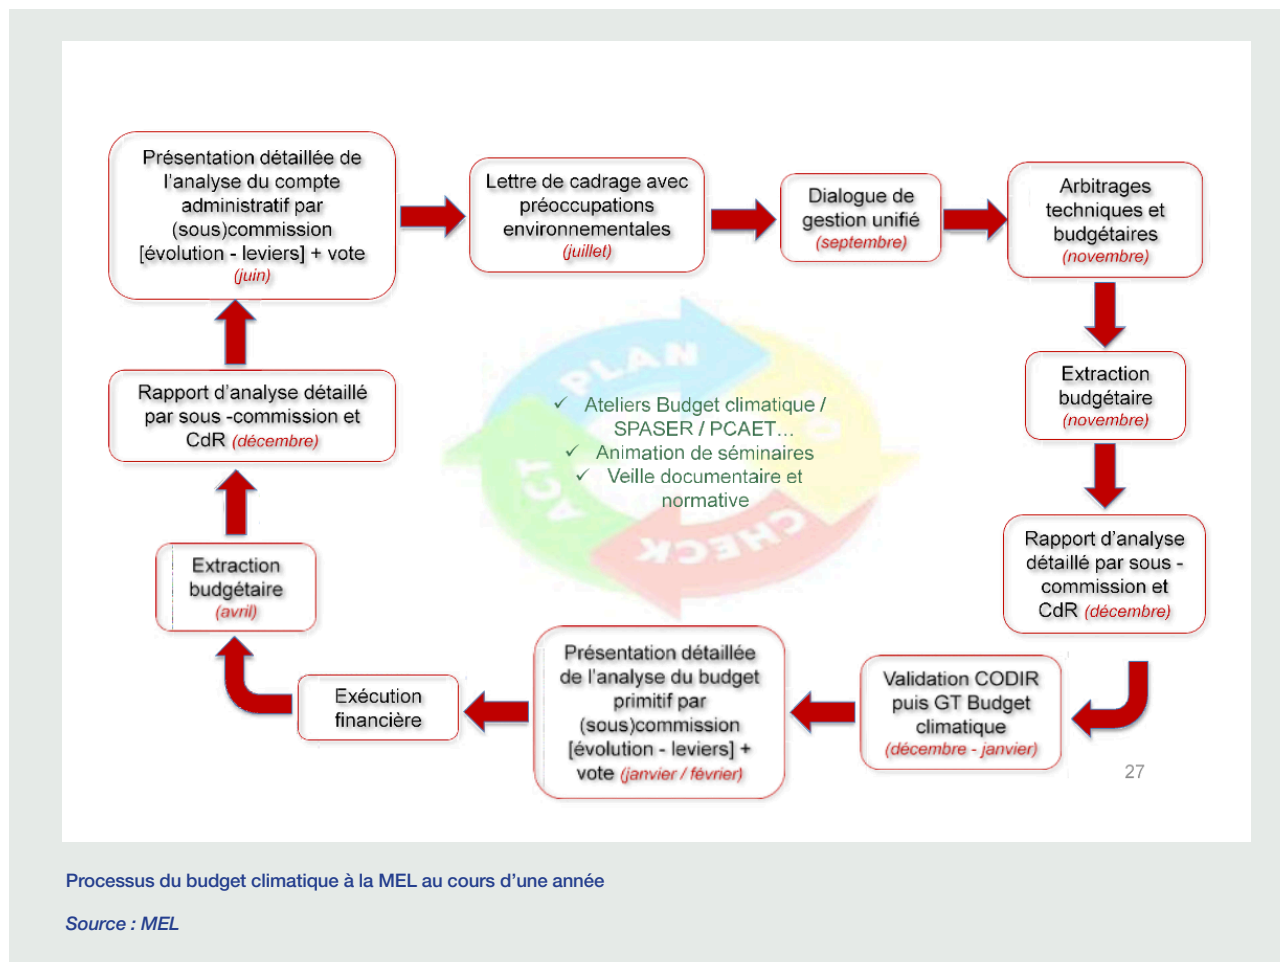 Présentation détaillée de
l'analyse du compte
administratif par
(sous)commission
[évolution - leviers] + vote
(juin)
Lettre de cadrage avec
préoccupations
environnementales
(juillet)
Dialogue de
gestion unifié
(septembre)
Arbitrages
techniques et
budgétaires
(novembre)
Extraction
budgétaire
(novembre)
Rapport d'analyse
détaillé par sous -
commission et
CdR (décembre)
Validation CODIR
puis GT Budget
climatique
(décembre - janvier)
Présentation détaillée
de l'analyse du budget
primitif par
(sous)commission
[évolution - leviers] +
vote (janvier / février)
Exécution
financière
Extraction
budgétaire
(avril)
Rapport d'analyse détaillé
par sous -commission et
CdR (décembre)
PLAN
DO
CHECK
ACT
✓ Ateliers Budget climatique /
SPASER / PCAET...
✓ Animation de séminaires
✓ Veille documentaire et
normative
27
Processus du budget climatique à la MEL au cours d'une année
Source : MEL